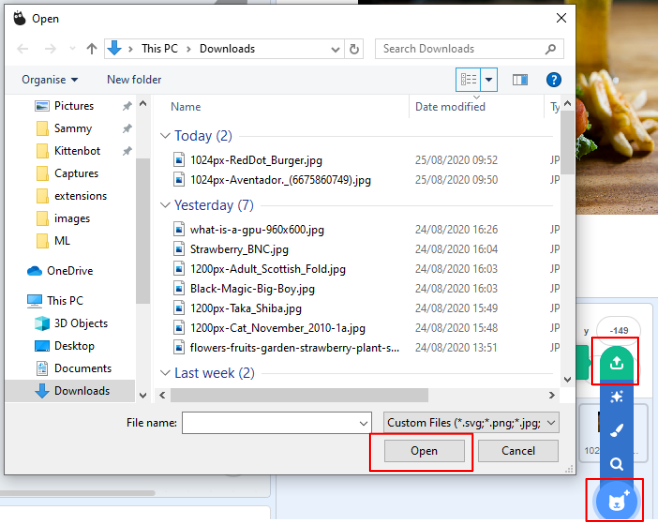 Open
This PC > Downloads
Search Downloads
Organise
New folder
Pictures
Sammy
Kittenbot
Captures
extensions
images
ML
OneDrive
This PC
3D Objects
Desktop
Documents
Downloads
Name Date modified Ty
Today (2)
1024px-RedDot_Burger.jpg 25/08/2020 09:52 JP
1024px-Aventador._(6675860749).jpg 25/08/2020 09:50 JP
Yesterday (7)
what-is-a-gpu-960x600.jpg 24/08/2020 16:26 JP
Strawberry_BNC.jpg 24/08/2020 16:04 JP
1200px-Adult_Scottish_Fold.jpg 24/08/2020 16:03 JP
Black-Magic-Big-Boy.jpg 24/08/2020 16:03 JP
1200px-Taka_Shiba.jpg 24/08/2020 15:49 JP
1200px-Cat_November_2010-1a.jpg 24/08/2020 15:48 JP
flowers-fruits-garden-strawberry-plant-s... 24/08/2020 13:51 JP
Last week (2)
File name:
Custom Files (*.svg;*.png;*.jpg;
Open
Cancel
y -149